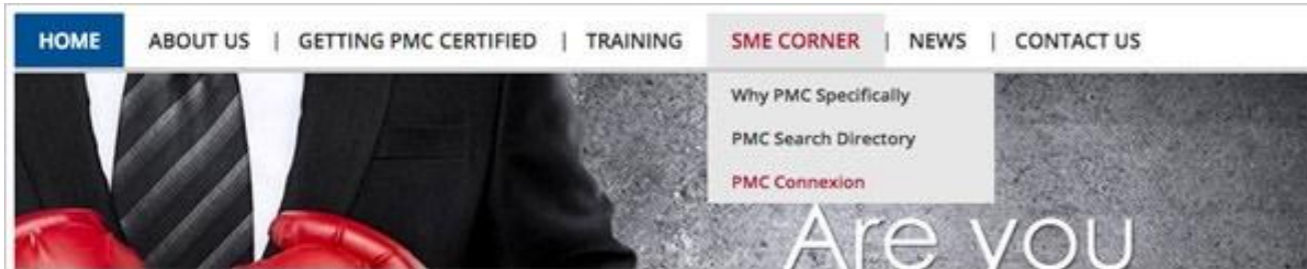 HOME ABOUT US | GETTING PMC CERTIFIED | TRAINING SME CORNER | NEWS | CONTACT US
Why PMC Specifically
PMC Search Directory
PMC Connexion
Are you